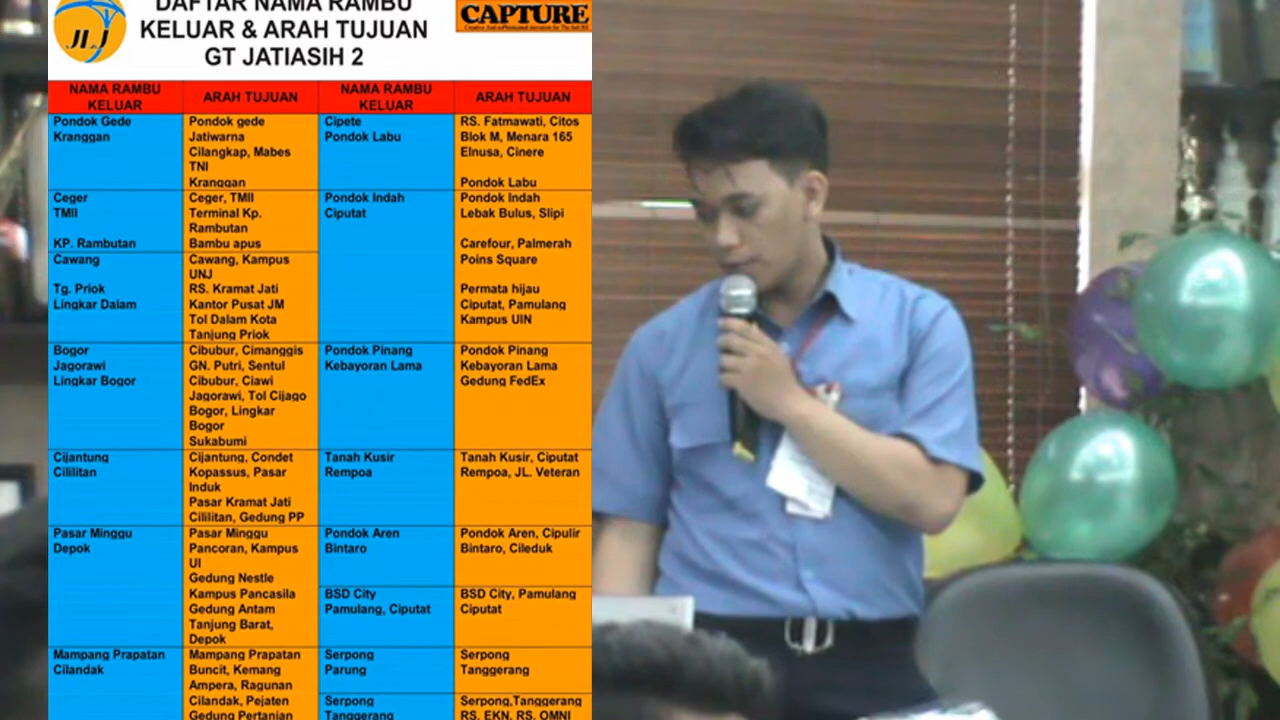 DAFTAR NAMA RAMBU
KELUAR & ARAH TUJUAN
GT JATIASIH 2
JLJ
CAPTURE
NAMA RAMBU KELUAR
ARAH TUJUAN
NAMA RAMBU KELUAR
ARAH TUJUAN
Pondok Gede
Kranggan
Pondok gede
Jatiwarna
Cilangkap, Mabes
TNI
Kranggan
Cipete
Pondok Labu
RS. Fatmawati, Citos
Blok M, Menara 165
Elnusa, Cinere
Pondok Labu
Ceger
TMII
KP. Rambutan
Ceger, TMII
Terminal Kp.
Rambutan
Bambu apus
Pondok Indah
Ciputat
Pondok Indah
Lebak Bulus, Slipi
Carefour, Palmerah
Poins Square
Permata hijau
Ciputat, Pamulang
Kampus UIN
Cawang
Tg. Priok
Lingkar Dalam
Cawang, Kampus
UNJ
RS. Kramat Jati
Kantor Pusat JM
Tol Dalam Kota
Tanjung Priok
Bogor
Jagorawi
Lingkar Bogor
Cibubur, Cimanggis
GN. Putri, Sentul
Cibubur, Ciawi
Jagorawi, Tol Cijago
Bogor, Lingkar
Bogor
Sukabumi
Pondok Pinang
Kebayoran Lama
Pondok Pinang
Kebayoran Lama
Gedung FedEx
Cijantung
Cililitan
Cijantung, Condet
Kopassus, Pasar
Induk
Pasar Kramat Jati
Cililitan, Gedung PP
Tanah Kusir
Rempoa
Tanah Kusir, Ciputat
Rempoa, JL. Veteran
Pasar Minggu
Depok
Pasar Minggu
Pancoran, Kampus
UI
Gedung Nestle
Kampus Pancasila
Gedung Antam
Tanjung Barat,
Depok
Pondok Aren
Bintaro
Pondok Aren, Cipulir
Bintaro, Cileduk
BSD City
Pamulang, Ciputat
BSD City, Pamulang
Ciputat
Mampang Prapatan
Cilandak
Mampang Prapatan
Buncit, Kemang
Ampera, Ragunan
Cilandak, Pejaten
Gedung Pertanian
Serpong
Parung
Serpong
Tanggerang
Serpong
Tanggerang
Serpong,Tanggerang
RS. EKN, RS. OMNI